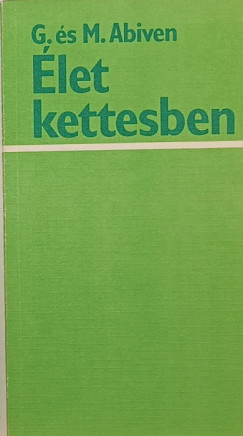 G. és M. Abiven
Élet
kettesben